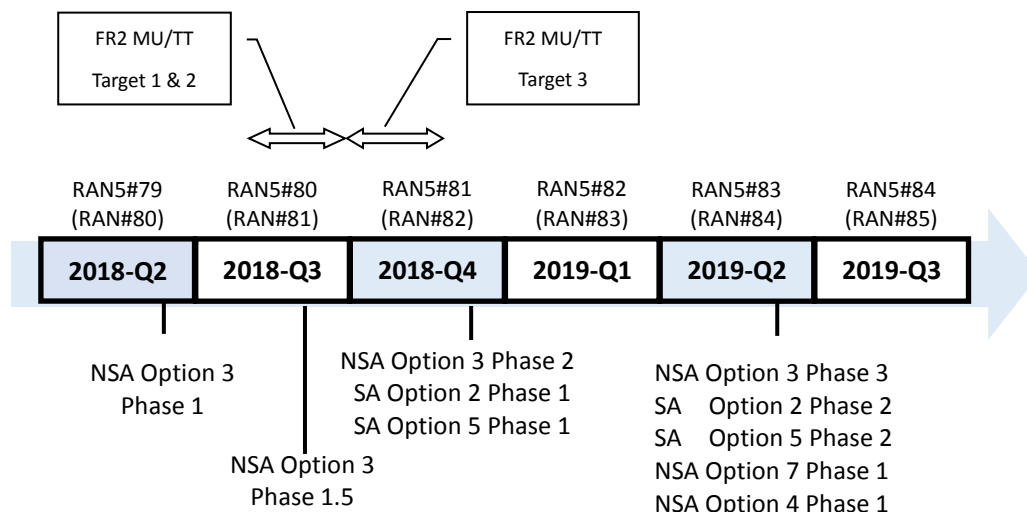 FR2 MU/TT
Target 1 & 2
FR2 MU/TT
Target 3
RAN5#79
(RAN#80)
RAN5#80
(RAN#81)
RAN5#81
(RAN#82)
RAN5#82
(RAN#83)
RAN5#83
(RAN#84)
RAN5#84
(RAN#85)
2018-Q2
2018-Q3
2018-Q4
2019-Q1
2019-Q2
2019-Q3
NSA Option 3
Phase 1
NSA Option 3
Phase 1.5
NSA Option 3 Phase 2
SA Option 2 Phase 1
SA Option 5 Phase 1
NSA Option 3 Phase 3
SA Option 2 Phase 2
SA Option 5 Phase 2
NSA Option 7 Phase 1
NSA Option 4 Phase 1